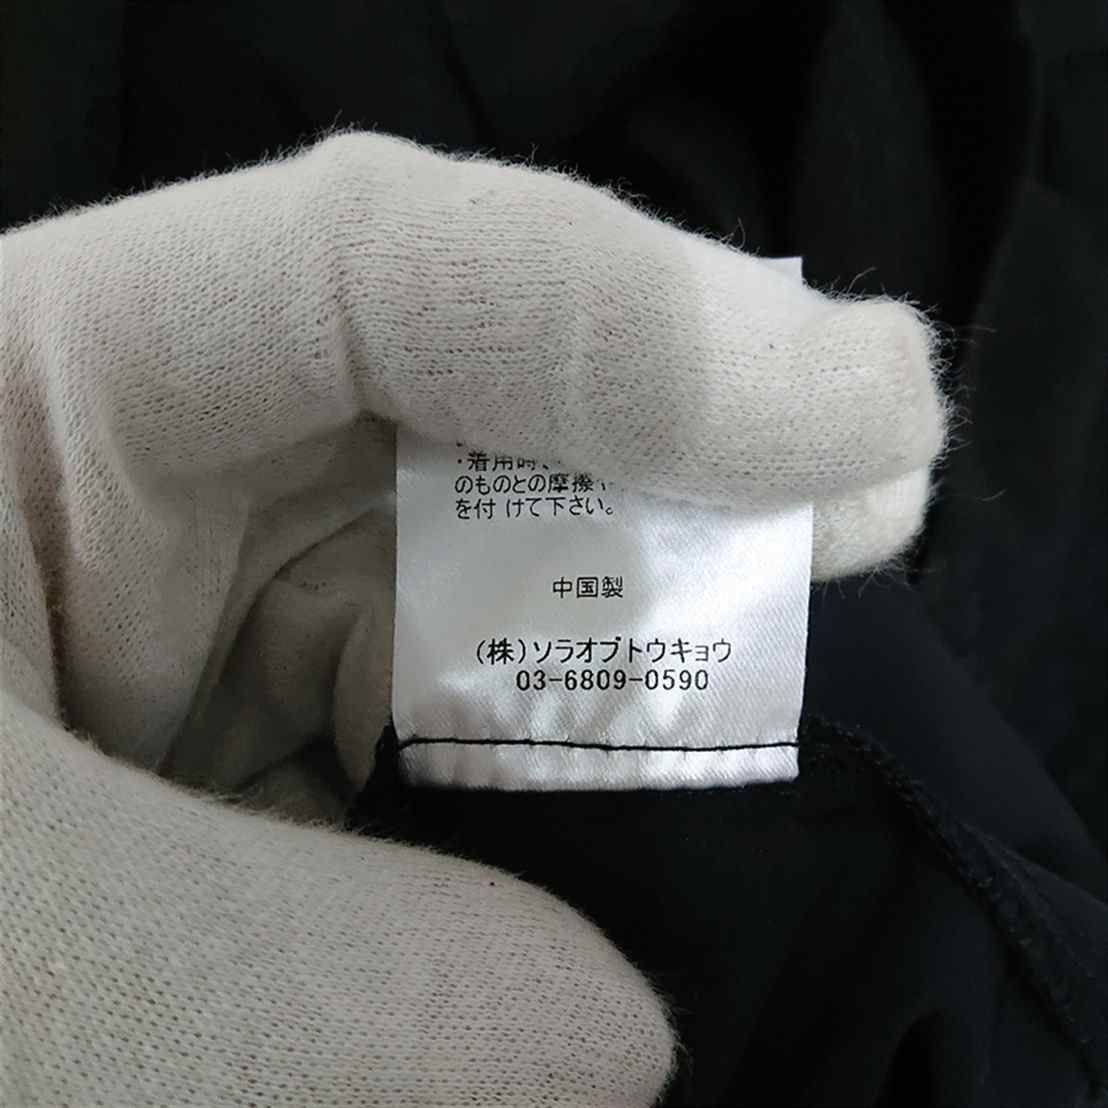 ・着用時、
のものとの摩擦
を付けて下さい。
中国製
(株)ソラオブトウキョウ
03-6809-0590